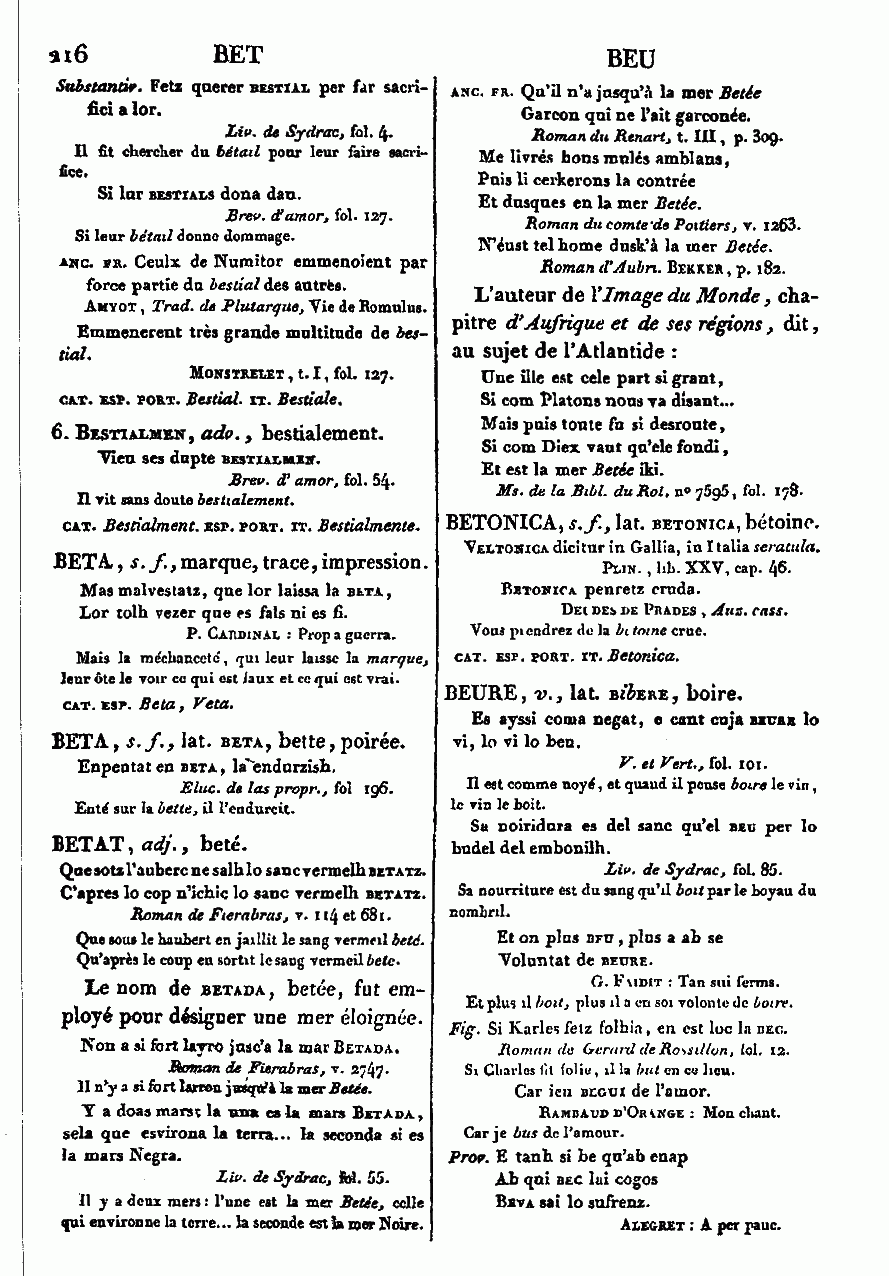 216 BET
BEU
Substantiv. Fetz querer BESTIAL per far sacri-
fici a lor.
Liv. de Sydrac, fol. 4.
Il fit chercher du bétail pour leur faire sacri-
fice.
Si lur BESTIALS dona dan.
Brev. d'amor, fol. 127.
Si leur bétail donne dommage.
ANC. FR. Ceulx de Numitor emmenoient par
force partie du bestial des autrès.
AMYOT, Trad. de Plutarque, Vie de Romulus.
Emmenerent très grande multitude de bes-
tial.
MONSTRELET, t. I, fol. 127.
CAT. ESP. PORT. Bestial. IT. Bestiale.
6. BESTIALMEN, adv., bestialement.
Vieu ses dupte BESTIALMEN.
Brev. d'amor, fol. 54.
Il vit sans doute bestialement.
CAT. Bestialment. ESP. PORT. IT. Bestialmente.
BETA, s. f., marque, trace, impression.
Mas malvestatz, que lor laissa la BETA,
Lor tolh vezer que es fals ni es fi.
P. CARDINAL : Prop a guerra.
Mais la méchanceté, qui leur laisse la marque,
leur ôte le voir ce qui est faux et ce qui est vrai.
CAT. ESP. Beta, Veta.
BETA, s. f., lat. BETA, bette, poirée.
Enpeutat en BETA, la endurzish.
Eluc. de las propr., fol 196.
Enté sur la bette, il l'endurcit.
BETAT, adj., beté.
Que sotz l'auberc ne salh lo sanc vermelh BETATZ.
C'apres lo cop n'ichic lo sanc vermelh BETATZ.
Roman de Fierabras, v. 114 et 681.
Que sous le haubert en jaillit le sang vermeil beté.
Qu'après le coup en sortit le sang vermeil bete.
Le nom de BETADA, betée, fut em-
ployé pour désigner une mer éloignée.
Non a si fort layro jusc'a la mar BETADA.
Roman de Fierabras, v. 2747.
Il n'y a si fort larron jusqu'à la mer Betée.
Y a doas mars; la una es la mars BETADA,
sela que esvirona la terra... la seconda si es
la mars Negra.
Liv. de Sydrac, fol. 55.
Il y a deux mers : l'une est la mer Betée, celle
qui environne la terre... la seconde est la mer Noire.
ANC. FR. Qu'il n'a jusqu'à la mer Betée
Garcon qui ne l'ait garconée.
Roman du Renart, t. III, p. 309.
Me livrés bons mulés amblans,
Puis li cerkerons la contrée
Et dusques en la mer Betée.
Roman du comte de Poitiers, v. 1263.
N'éust tel home dusk'à la mer Betée.
Roman d'Aubri. BEKKER, p. 182.
L'auteur de l'Image du Monde, cha-
pitre d'Aufrique et de ses régions, dit,
au sujet de l'Atlantide :
Une ille est cele part si grant,
Si com Platons nous va disant...
Mais puis toute fu si desroute,
Si com Diex vaut qu'ele fondi,
Et est la mer Betée iki.
Ms. de la Bibl. du Roi, nº 7595, fol. 178.
BETONICA, s. f., lat. BETONICA, bétoine.
VELTONICA dicitur in Gallia, in Italia seratula.
PLIN., lib. XXV, cap. 46.
BETONICA penretz cruda.
DEUDES DE PRADES, Auz. cass.
Vous prendrez de la bétoine crue.
CAT. ESP. PORT. IT. Betonica.
BEURE, v., lat. BibERE, boire.
Es ayssi coma negat, e cant cuja BEURE lo
vi, lo vi lo beu.
V. et Vert., fol. 101.
Il est comme noyé, et quand il pense boire le vin,
le vin le boit.
Sa noiridura es del sanc qu'el BEU per lo
budel del embonilh.
Liv. de Sydrac, fol. 85.
Sa nourriture est du sang qu'il boit par le boyau du
nombril.
Et on plus BEU, plus a ab se
Voluntat de BEURE.
G. FAIDIT : Tan sui ferms.
Et plus il boit, plus il a en soi volonté de boire.
Fig. Si Karles fetz folhia, en est luc la BEC.
Roman de Gerard de Rossillon, fol. 12.
Si Charles fit folie, il la but en ce lieu.
Car ieu BEGUI de l'amor.
RAMBAUD D'ORANGE : Mon chant.
Car je bus de l'amour.
Prov. E tanh si be qu'ab enap
Ab qui BEC lui cogos
BEVA sai lo sufrenz.
ALEGRET : A per pauc.